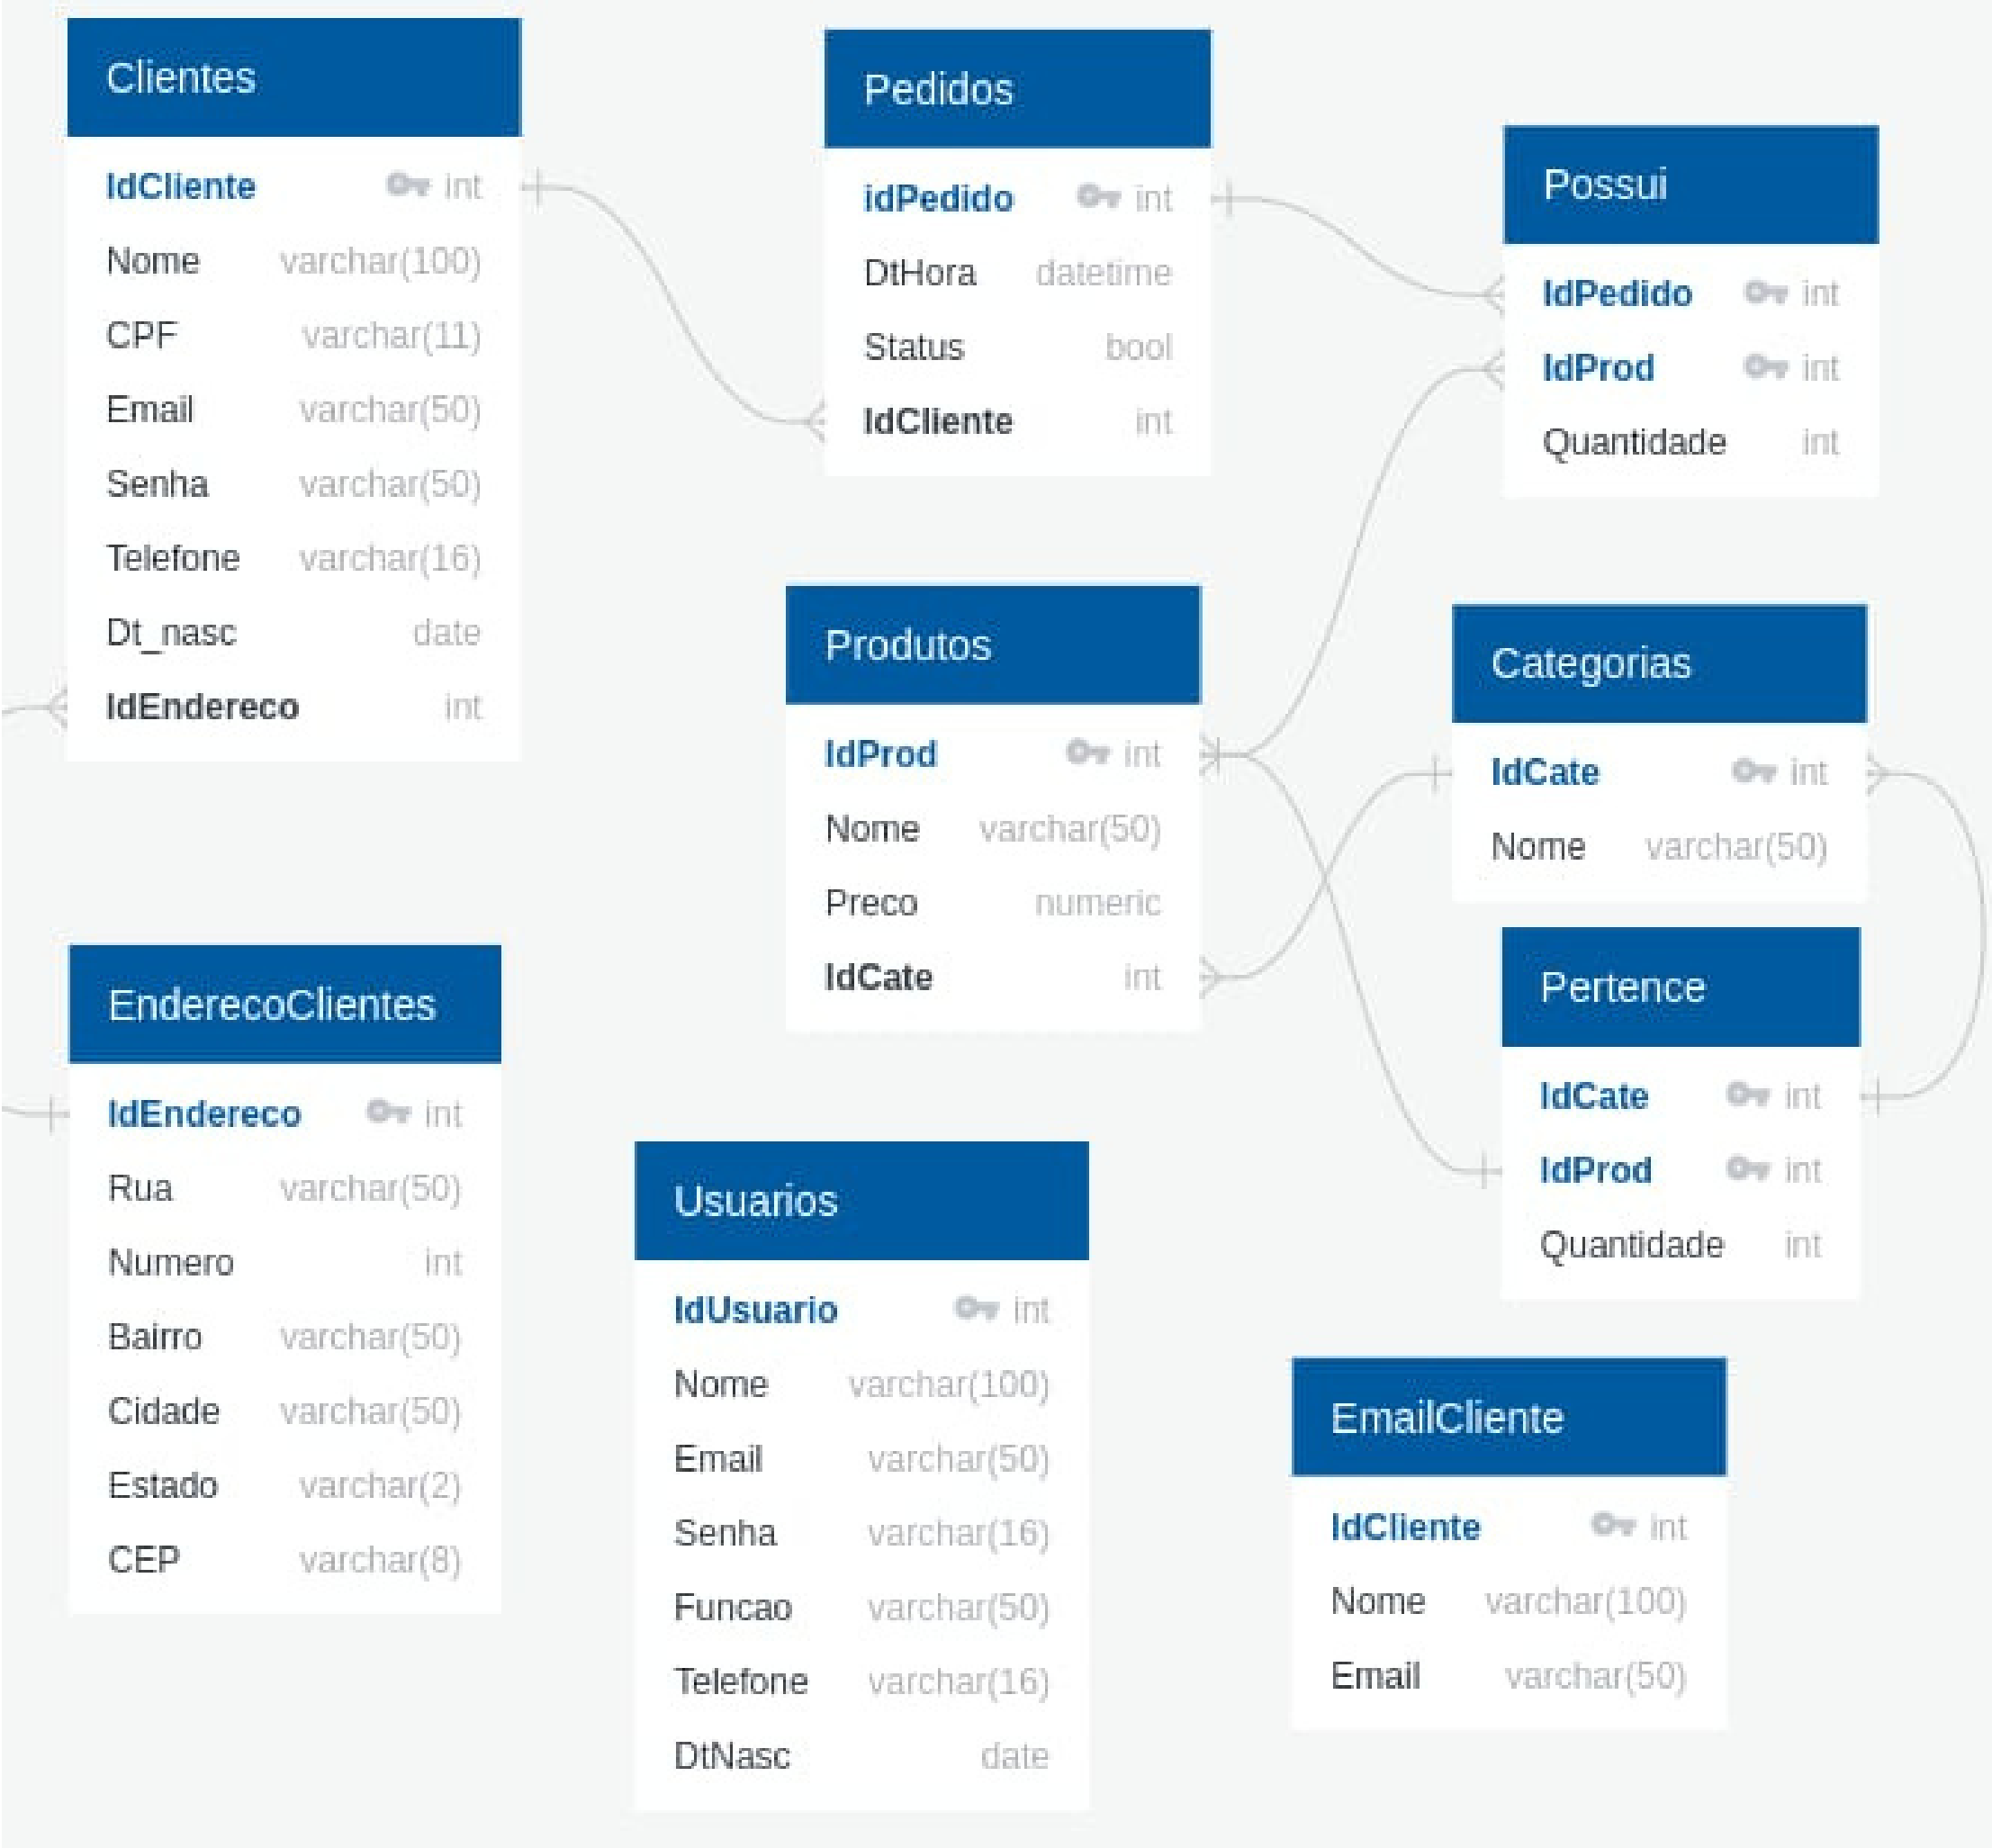 Clientes
IdCliente int
Nome varchar(100)
CPF varchar(11)
Email varchar(50)
Senha varchar(50)
Telefone varchar(16)
Dt_nasc date
IdEndereco int
Pedidos
idPedido int
DtHora datetime
Status bool
IdCliente int
Possui
IdPedido int
IdProd int
Quantidade int
Produtos
IdProd int
Nome varchar(50)
Preco numeric
IdCate int
Categorias
IdCate int
Nome varchar(50)
Pertence
IdCate int
IdProd int
Quantidade int
EnderecoClientes
IdEndereco int
Rua varchar(50)
Numero int
Bairro varchar(50)
Cidade varchar(50)
Estado varchar(2)
CEP varchar(8)
Usuarios
IdUsuario int
Nome varchar(100)
Email varchar(50)
Senha varchar(16)
Funcao varchar(50)
Telefone varchar(16)
DtNasc date
EmailCliente
IdCliente int
Nome varchar(100)
Email varchar(50)